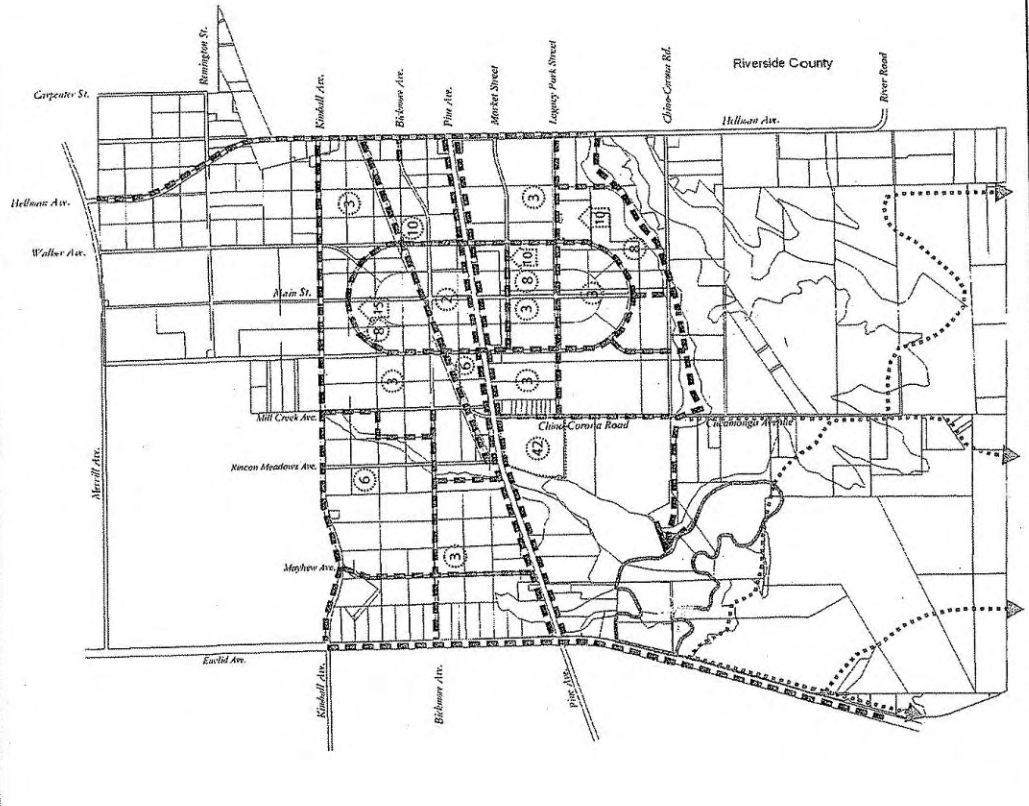 Remington St.
Carpenter St.
Kimball Ave.
Bickmore Ave.
Pine Ave.
Market Street
Legacy Park Street
Chino-Corona Rd.
Riverside County
River Road
Hellman Ave.
Hellman Ave.
Walker Ave.
Main St.
Merrill Ave.
Mill Creek Ave.
Rincon Meadows Ave.
Mayhew Ave.
Chino-Corona Road
Cucamonga Avenue
Euclid Ave.
Kimball Ave.
Bickmore Ave.
Pine Ave.
3
10
3
10
8
10
8
3
15
8
2
3
6
3
42
6
3